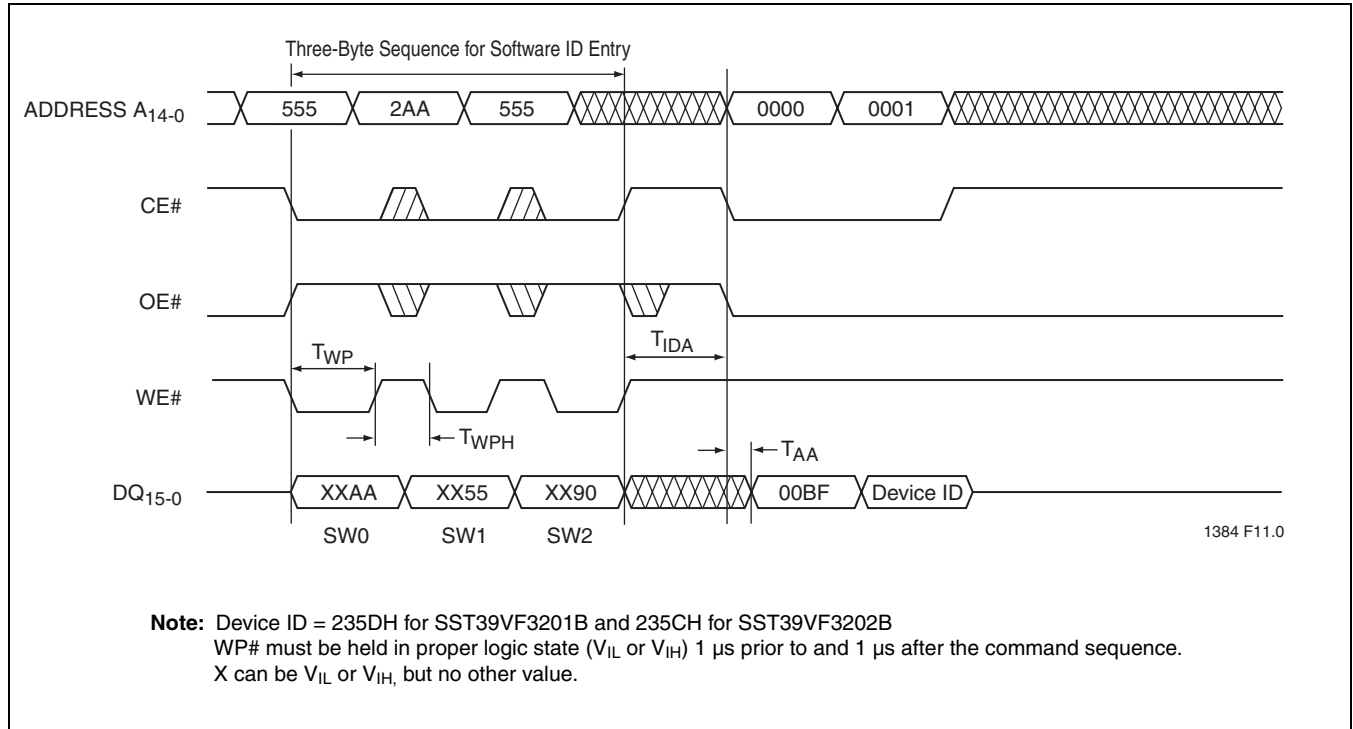 Three-Byte Sequence for Software ID Entry
ADDRESS A14-0
555 2AA 555 0000 0001
CE#
OE#
TWP TIDA
WE#
TWPH TAA
DQ15-0
XXAA XX55 XX90 00BF Device ID
SW0 SW1 SW2
1384 F11.0
Note: Device ID = 235DH for SST39VF3201B and 235CH for SST39VF3202B
WP# must be held in proper logic state (VIL or VIH) 1 µs prior to and 1 µs after the command sequence.
X can be VIL or VIH, but no other value.